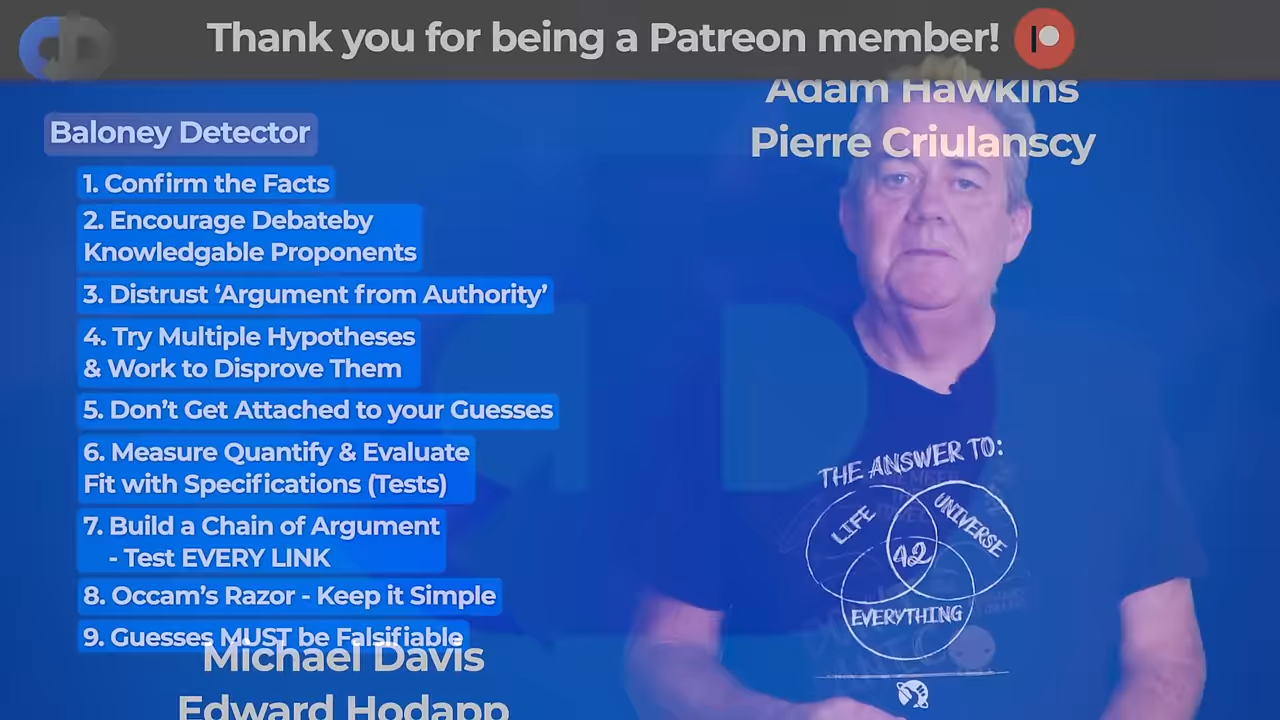 Thank you for being a Patreon member!
Adam Hawkins
Pierre Criulanscy
Baloney Detector
1. Confirm the Facts
2. Encourage Debateby
Knowledgable Proponents
3. Distrust ‘Argument from Authority’
4. Try Multiple Hypotheses
& Work to Disprove Them
5. Don’t Get Attached to your Guesses
6. Measure Quantify & Evaluate
Fit with Specifications (Tests)
7. Build a Chain of Argument
- Test EVERY LINK
8. Occam’s Razor - Keep it Simple
9. Guesses MUST be Falsifiable
Michael Davis
Edward Hodapp
THE ANSWER TO:
LIFE
UNIVERSE
42
EVERYTHING